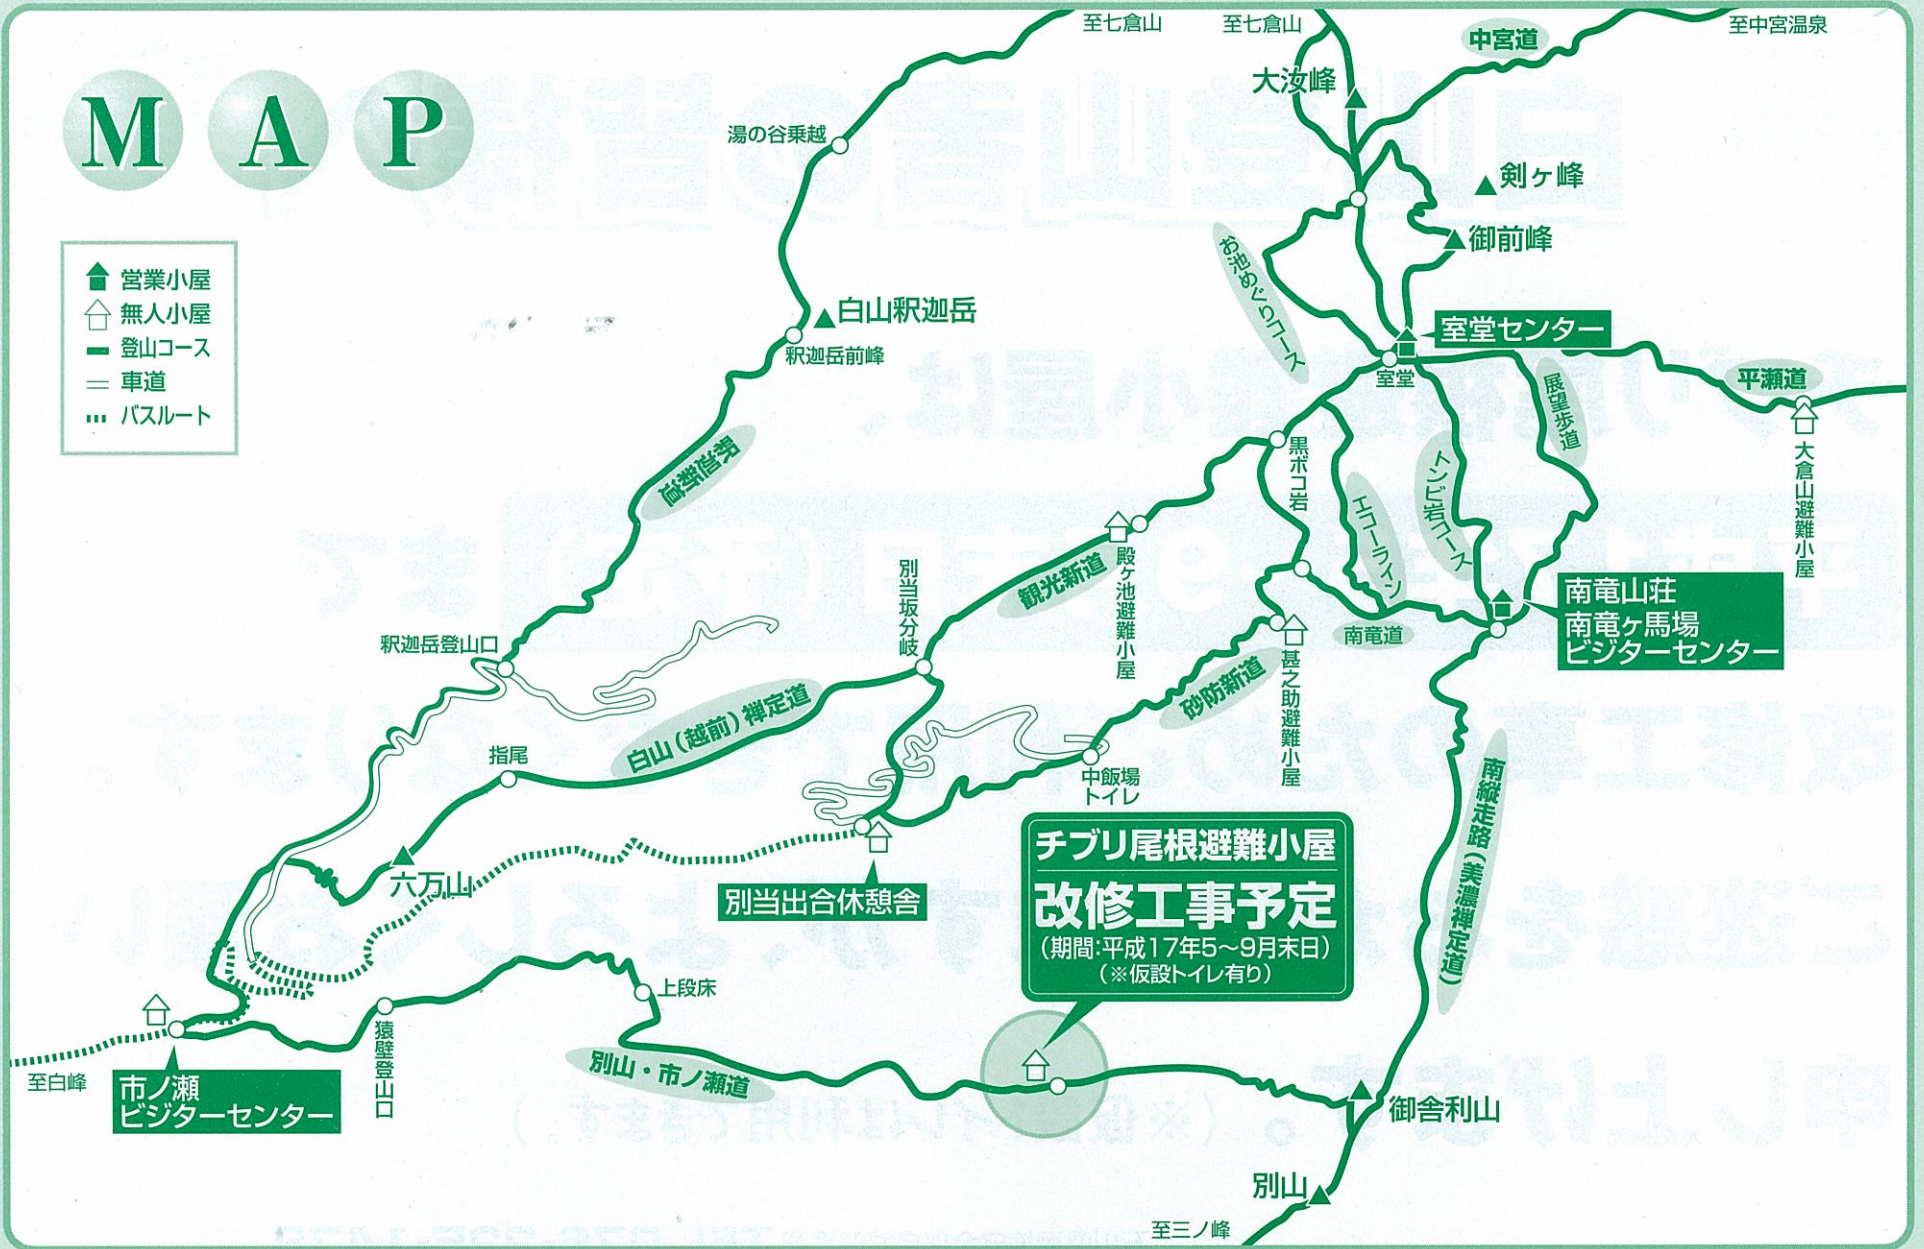 MAP
営業小屋
無人小屋
登山コース
車道
バスルート
至七倉山
至七倉山
中宮道
至中宮温泉
大汝峰
湯の谷乗越
剣ヶ峰
御前峰
お池めぐりコース
白山釈迦岳
釈迦岳前峰
室堂センター
室堂
平瀬道
展望歩道
大倉山避難小屋
釈迦新道
黒ボコ岩
エコーライン
トンビ岩コース
殿ヶ池避難小屋
観光新道
別当坂分岐
南竜山荘
南竜ヶ馬場
ビジターセンター
南竜道
甚之助避難小屋
砂防新道
釈迦岳登山口
白山(越前)禅定道
指尾
中飯場
トイレ
南縦走路(美濃禅定道)
六万山
別当出合休憩舎
チブリ尾根避難小屋
改修工事予定
(期間:平成17年5〜9月末日)
(※仮設トイレ有り)
上段床
猿壁登山口
至白峰
市ノ瀬
ビジターセンター
別山・市ノ瀬道
御舎利山
別山
至三ノ峰